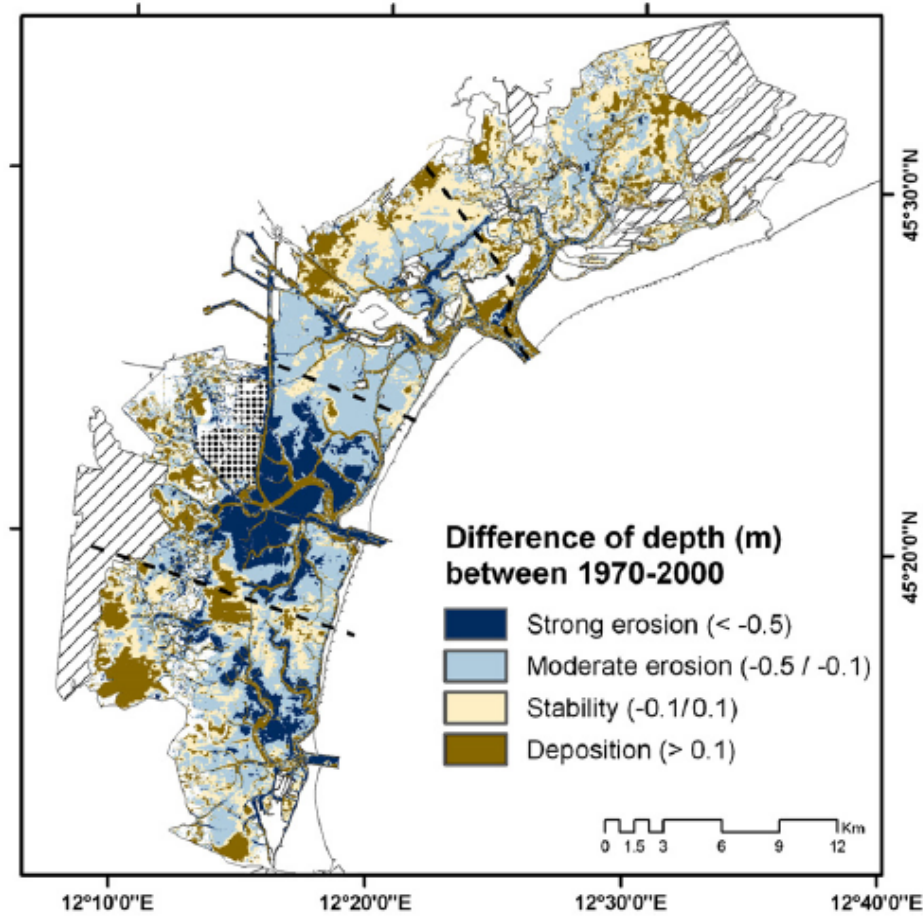 45°30'0"N
45°20'0"N
Difference of depth (m)
between 1970-2000
Strong erosion (< -0.5)
Moderate erosion (-0.5 / -0.1)
Stability (-0.1/0.1)
Deposition (> 0.1)
Km
0 1.5 3 6 9 12
12°10'0"E 12°20'0"E 12°30'0"E 12°40'0"E